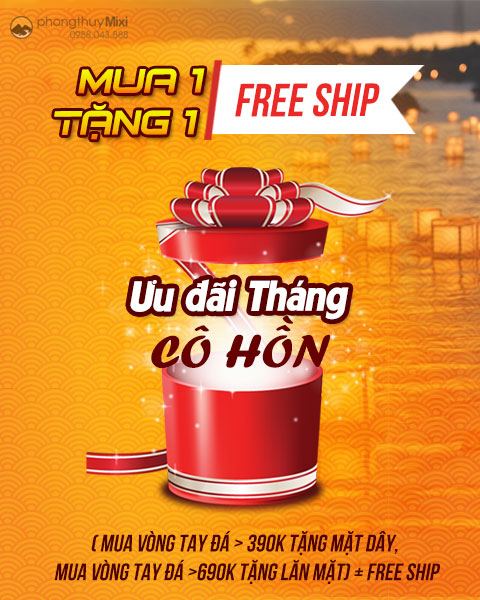 phongthuyMixi
0988.043.888
MUA 1
TẶNG 1
FREE SHIP
Ưu đãi Tháng
CÔ HỒN
( MUA VÒNG TAY ĐÁ > 390K TẶNG MẶT DÂY,
MUA VÒNG TAY ĐÁ >690K TẶNG LĂN MẶT) ± FREE SHIP